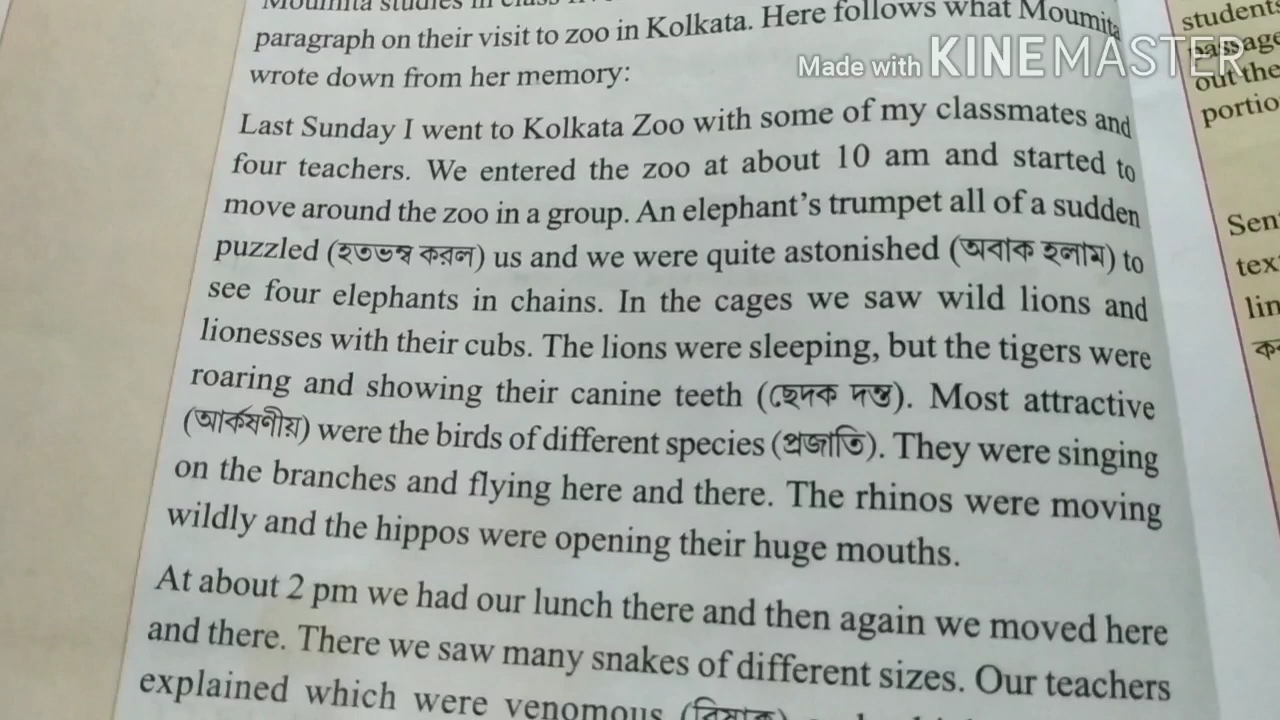 Moumita studies in class
paragraph on their visit to zoo in Kolkata. Here follows what Moumita
wrote down from her memory:
Last Sunday I went to Kolkata Zoo with some of my classmates and
four teachers. We entered the zoo at about 10 am and started to
move around the zoo in a group. An elephant's trumpet all of a sudden
puzzled (হতভম্ব করল) us and we were quite astonished (অবাক হলাম) to
see four elephants in chains. In the cages we saw wild lions and
lionesses with their cubs. The lions were sleeping, but the tigers were
roaring and showing their canine teeth (ছেদক দন্ত). Most attractive
(আর্কষণীয়) were the birds of different species (প্রজাতি). They were singing
on the branches and flying here and there. The rhinos were moving
wildly and the hippos were opening their huge mouths.
At about 2 pm we had our lunch there and then again we moved here
and there. There we saw many snakes of different sizes. Our teachers
explained which were venomous (বিষাক্ত)
Made with KINEMASTER
students
passage
out the
portio
Sen
tex
lin